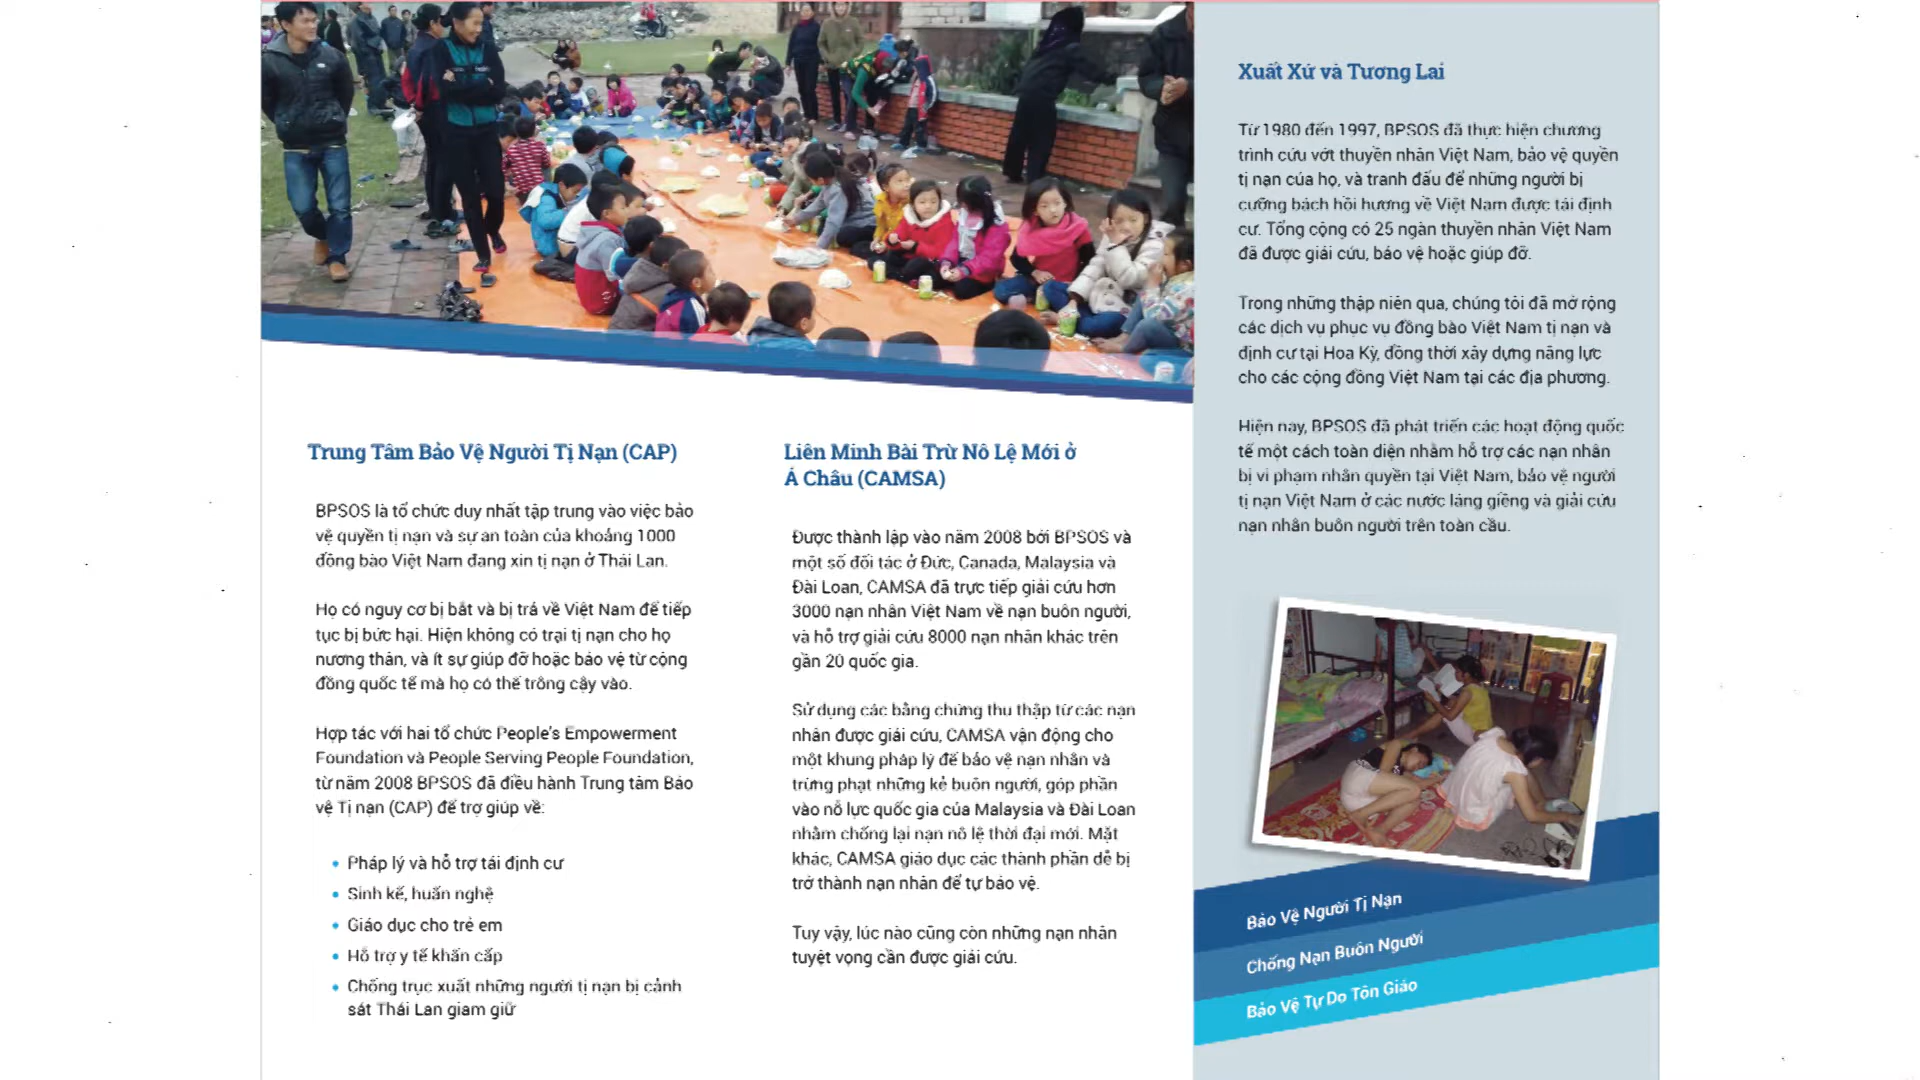 Trung Tâm Bảo Vệ Người Tị Nạn (CAP)
BPSOS là tổ chức duy nhất tập trung vào việc bảo
vệ quyền tị nạn và sự an toàn của khoảng 1000
đồng bào Việt Nam đang xin tị nạn ở Thái Lan.
Họ có nguy cơ bị bắt và bị trả về Việt Nam để tiếp
tục bị bức hại. Hiện không có trại tị nạn cho họ
nương thân, và ít sự giúp đỡ hoặc bảo vệ từ cộng
đồng quốc tế mà họ có thể trông cậy vào.
Hợp tác với hai tổ chức People's Empowerment
Foundation và People Serving People Foundation,
từ năm 2008 BPSOS đã điều hành Trung tâm Bảo
vệ Tị nạn (CAP) để trợ giúp về:
• Pháp lý và hỗ trợ tái định cư
• Sinh kế, huấn nghệ
• Giáo dục cho trẻ em
• Hỗ trợ y tế khẩn cấp
• Chống trục xuất những người tị nạn bị cảnh
sát Thái Lan giam giữ
Liên Minh Bài Trừ Nô Lệ Mới ở
Á Châu (CAMSA)
Được thành lập vào năm 2008 bởi BPSOS và
một số đối tác ở Đức, Canada, Malaysia và
Đài Loan, CAMSA đã trực tiếp giải cứu hơn
3000 nạn nhân Việt Nam về nạn buôn người,
và hỗ trợ giải cứu 8000 nạn nhân khác trên
gần 20 quốc gia.
Sử dụng các bằng chứng thu thập từ các nạn
nhân được giải cứu, CAMSA vận động cho
một khung pháp lý để bảo vệ nạn nhân và
trừng phạt những kẻ buôn người, góp phần
vào nỗ lực quốc gia của Malaysia và Đài Loan
nhằm chống lại nạn nô lệ thời đại mới. Mặt
khác, CAMSA giáo dục các thành phần dễ bị
trở thành nạn nhân để tự bảo vệ.
Tuy vậy, lúc nào cũng còn những nạn nhân
tuyệt vọng cần được giải cứu.
Xuất Xứ và Tương Lai
Từ 1980 đến 1997, BPSOS đã thực hiện chương
trình cứu vớt thuyền nhân Việt Nam, bảo vệ quyền
tị nạn của họ, và tranh đấu để những người bị
cưỡng bách hồi hương về Việt Nam được tái định
cư. Tổng cộng có 25 ngàn thuyền nhân Việt Nam
đã được giải cứu, bảo vệ hoặc giúp đỡ.
Trong những thập niên qua, chúng tôi đã mở rộng
các dịch vụ phục vụ đồng bào Việt Nam tị nạn và
định cư tại Hoa Kỳ, đồng thời xây dựng năng lực
cho các cộng đồng Việt Nam tại các địa phương.
Hiện nay, BPSOS đã phát triển các hoạt động quốc
tế một cách toàn diện nhằm hỗ trợ các nạn nhân
bị vi phạm nhân quyền tại Việt Nam, bảo vệ người
tị nạn Việt Nam ở các nước láng giềng và giải cứu
nạn nhân buôn người trên toàn cầu.
Bảo Vệ Người Tị Nạn
Chống Nạn Buôn Người
Bảo Vệ Tự Do Tôn Giáo